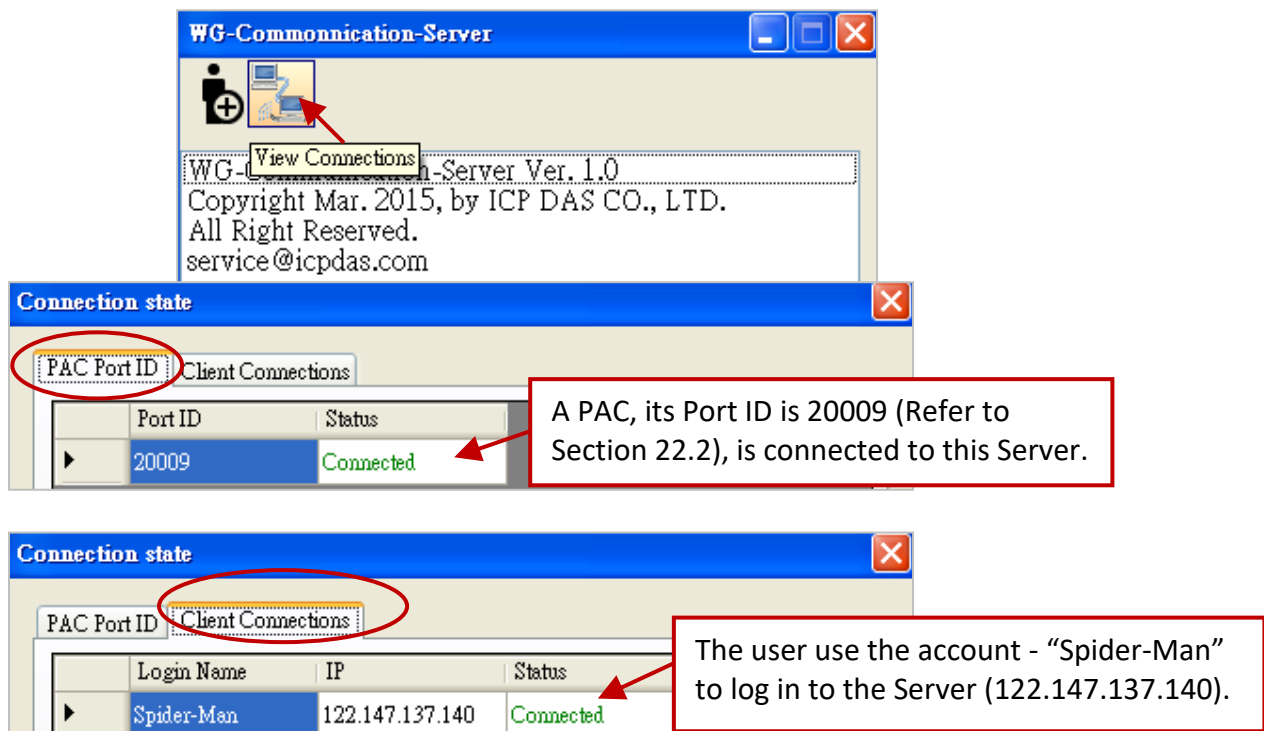 WG-Commonnication-Server
View Connections
WG-Communication-Server Ver. 1.0
Copyright Mar. 2015, by ICP DAS CO., LTD.
All Right Reserved.
service@icpdas.com
Connection state
PAC Port ID Client Connections
Port ID Status
20009 Connected
A PAC, its Port ID is 20009 (Refer to
Section 22.2), is connected to this Server.
Connection state
PAC Port ID Client Connections
Login Name IP Status
Spider-Man 122.147.137.140 Connected
The user use the account - “Spider-Man”
to log in to the Server (122.147.137.140).